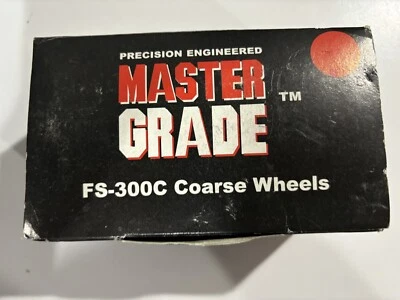 PRECISION ENGINEERED
MASTER
GRADE ™
FS-300C Coarse Wheels